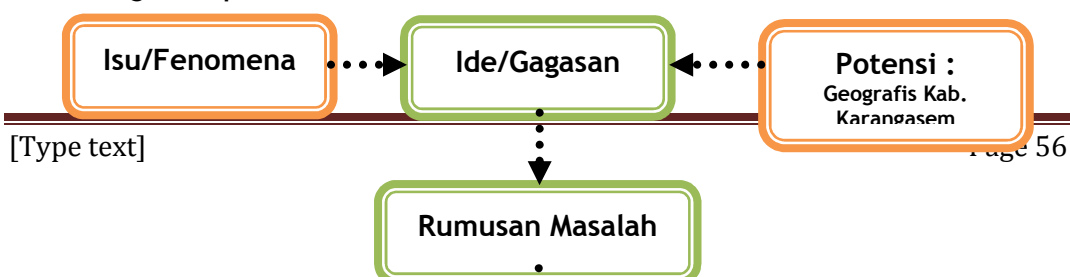 Isu/Fenomena
Ide/Gagasan
Potensi :
Geografis Kab.
Karangasem
[Type text]
Page 56
Rumusan Masalah